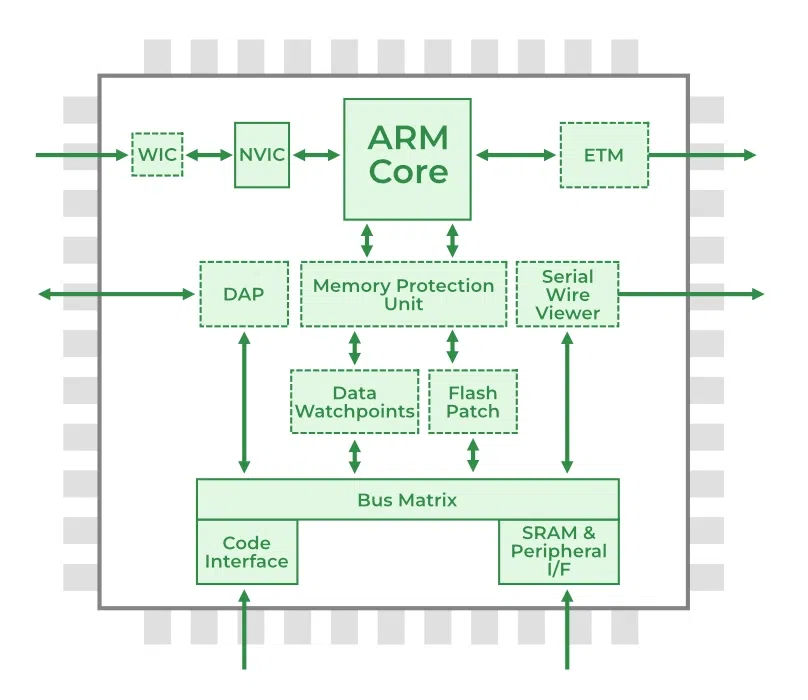 WIC
NVIC
ARM
Core
ETM
DAP
Memory Protection
Unit
Serial
Wire
Viewer
Data
Watchpoints
Flash
Patch
Bus Matrix
Code
Interface
SRAM &
Peripheral
I/F